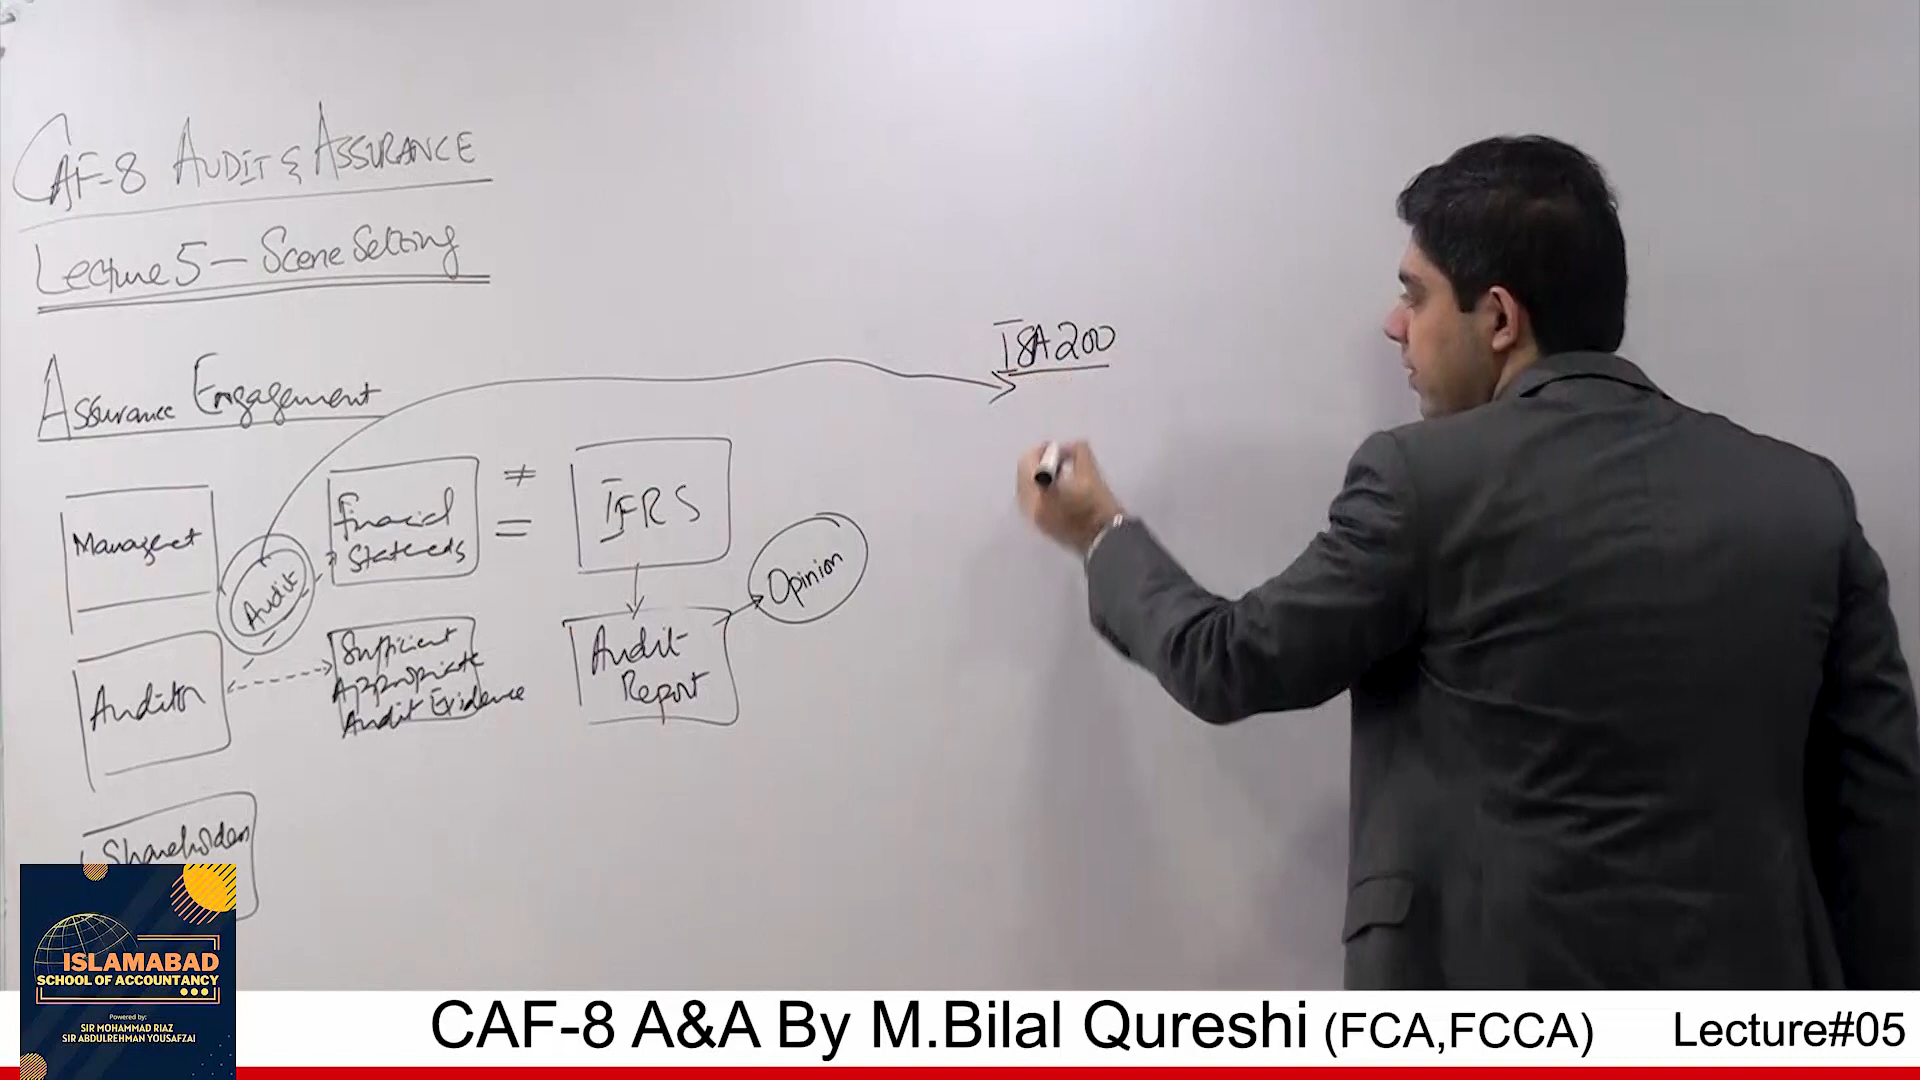 CAF-8 AUDIT & ASSURANCE
Lecture 5 – Scene Setting
Assurance Engagement
Management
Audit
Financial
Statements
≠
=
IFRS
Opinion
Auditor
Sufficient
Appropriate
Audit Evidence
Audit
Report
Shareholders
ISA 200
ISLAMABAD
SCHOOL OF ACCOUNTANCY
Powered by:
SIR MOHAMMAD RIAZ
SIR ABDULREHMAN YOUSAFZAI
CAF-8 A&A By M.Bilal Qureshi (FCA,FCCA)
Lecture#05